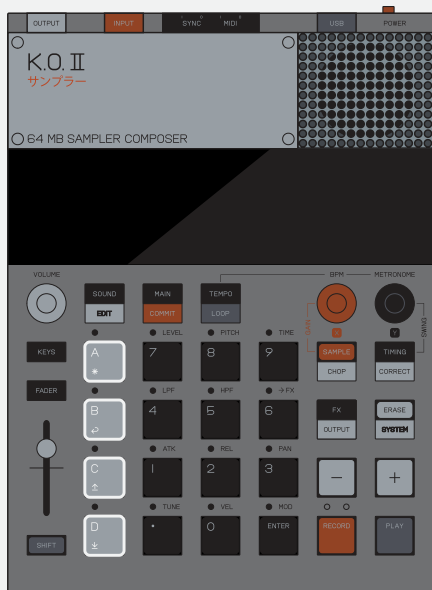 OUTPUT INPUT SYNC MIDI USB POWER
K.O. II
サンプラー
64 MB SAMPLER COMPOSER
VOLUME BPM METRONOME
SOUND MAIN TEMPO
EDIT COMMIT LOOP
GAIN SWING
X Y
LEVEL PITCH TIME
KEYS A 7 8 9 SAMPLE TIMING
CHOP CORRECT
FADER
LPF HPF →FX
B 4 5 6 FX ERASE
OUTPUT SYSTEM
ATK REL PAN
C 1 2 3 − +
TUNE VEL MOD
SHIFT D . 0 ENTER RECORD PLAY